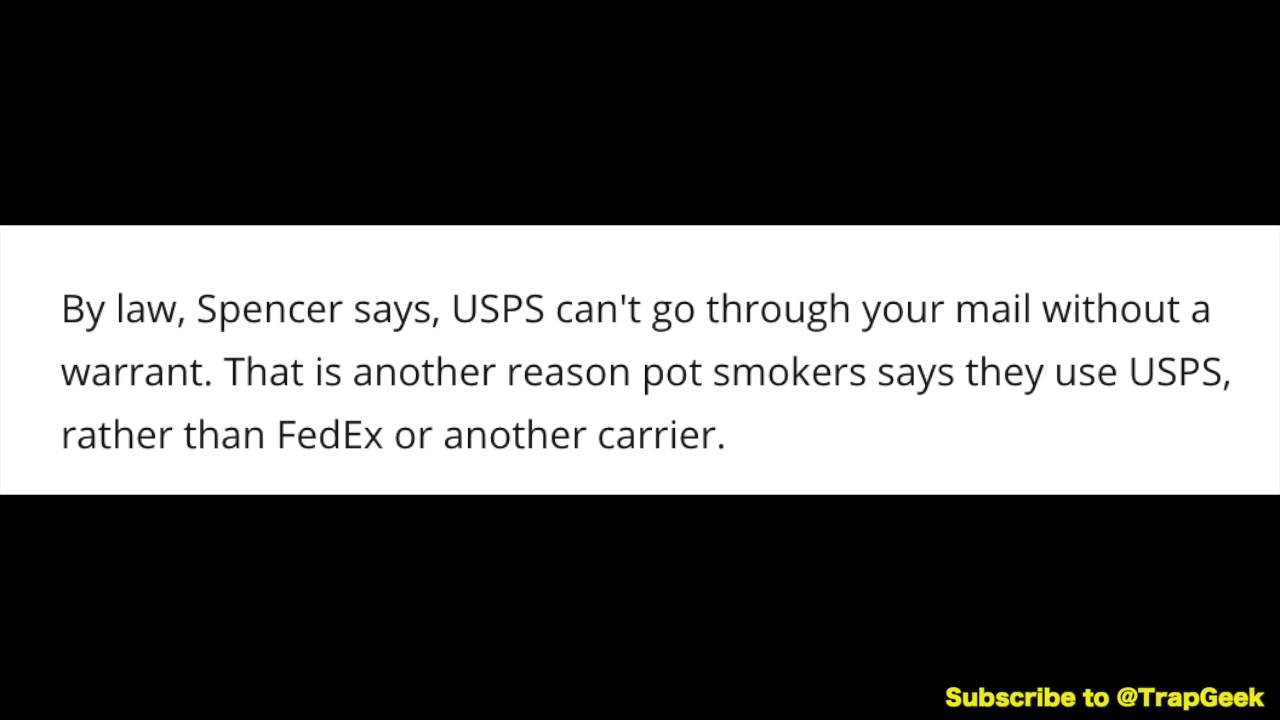 By law, Spencer says, USPS can't go through your mail without a
warrant. That is another reason pot smokers says they use USPS,
rather than FedEx or another carrier.
Subscribe to @TrapGeek